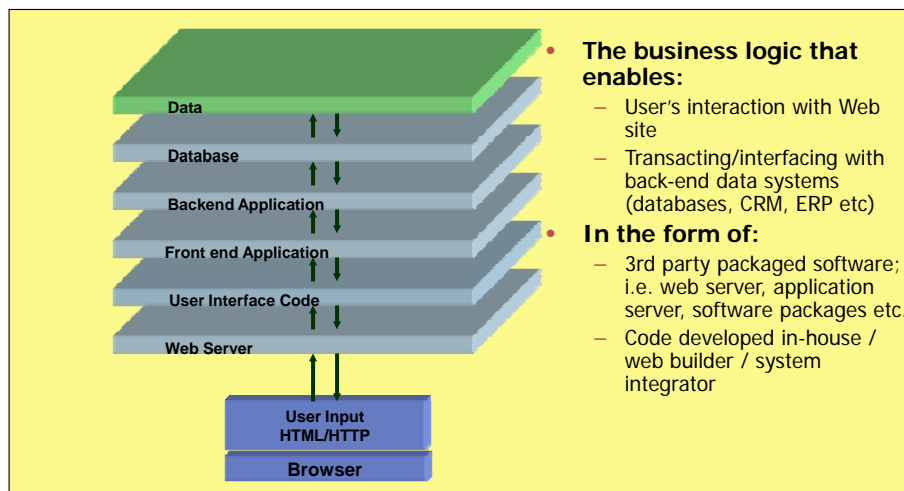 Data
Database
Backend Application
Front end Application
User Interface Code
Web Server
User Input
HTML/HTTP
Browser
• The business logic that
enables:
– User's interaction with Web
site
– Transacting/interfacing with
back-end data systems
(databases, CRM, ERP etc)
• In the form of:
– 3rd party packaged software;
i.e. web server, application
server, software packages etc.
– Code developed in-house /
web builder / system
integrator